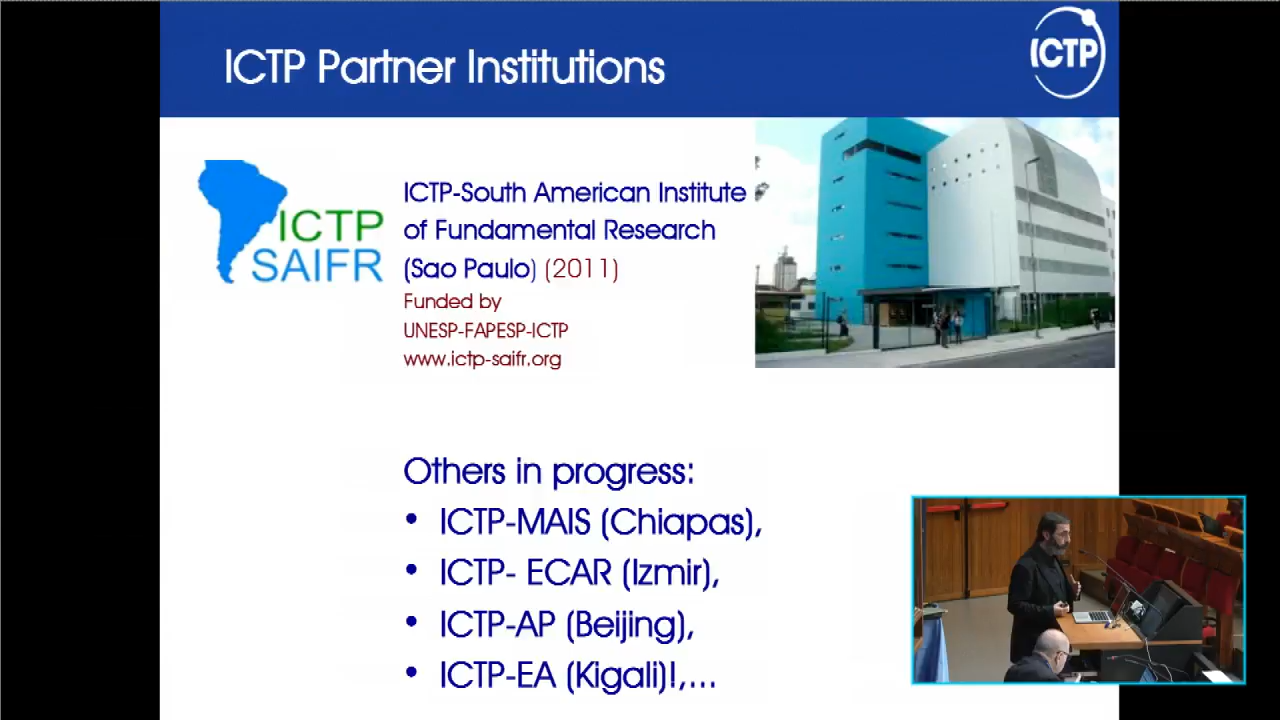 ICTP Partner Institutions
ICTP
ICTP
SAIFR
ICTP-South American Institute
of Fundamental Research
(Sao Paulo) (2011)
Funded by
UNESP-FAPESP-ICTP
www.ictp-saifr.org
Others in progress:
• ICTP-MAIS (Chiapas),
• ICTP- ECAR (Izmir),
• ICTP-AP (Beijing),
• ICTP-EA (Kigali)!,...